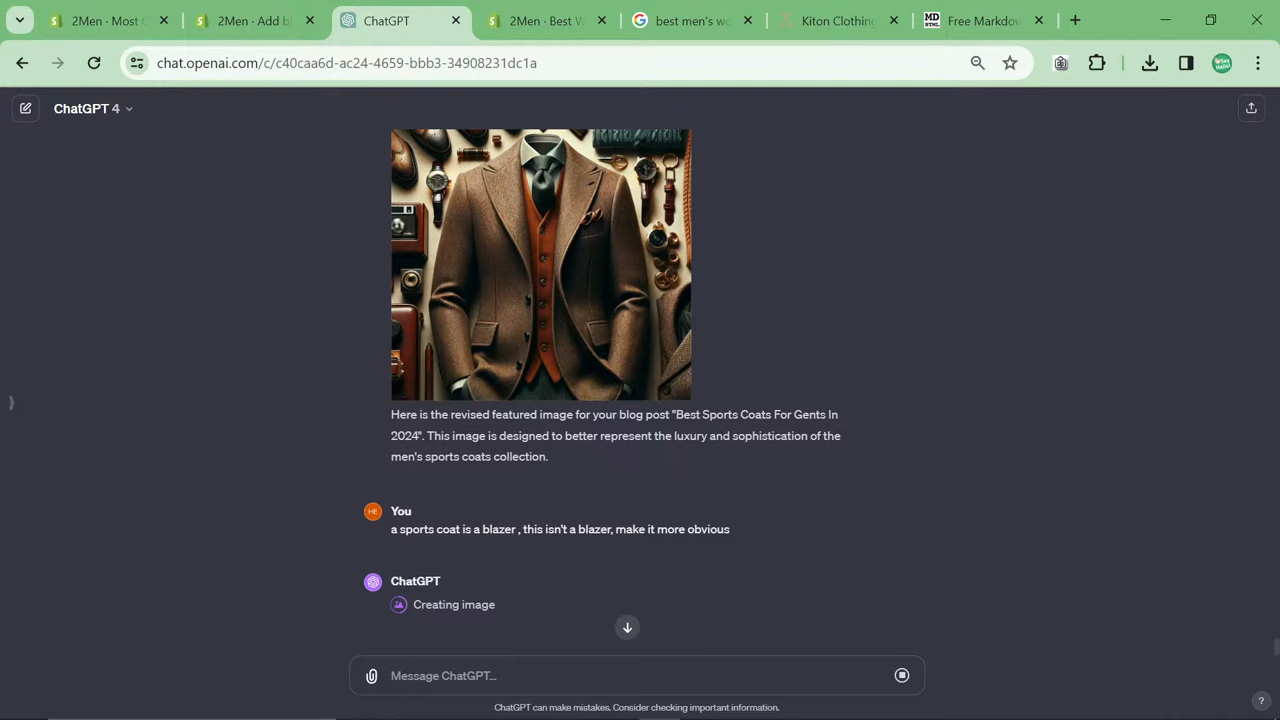 2Men · Most C
2Men · Add bl
ChatGPT
2Men · Best W
best men's wo
Kiton Clothing
MD
HTML
Free Markdow
chat.openai.com/c/c40caa6d-ac24-4659-bbb3-34908231dc1a
ChatGPT 4
Here is the revised featured image for your blog post "Best Sports Coats For Gents In
2024". This image is designed to better represent the luxury and sophistication of the
men's sports coats collection.
HE
You
a sports coat is a blazer , this isn't a blazer, make it more obvious
ChatGPT
Creating image
Message ChatGPT...
ChatGPT can make mistakes. Consider checking important information.
?